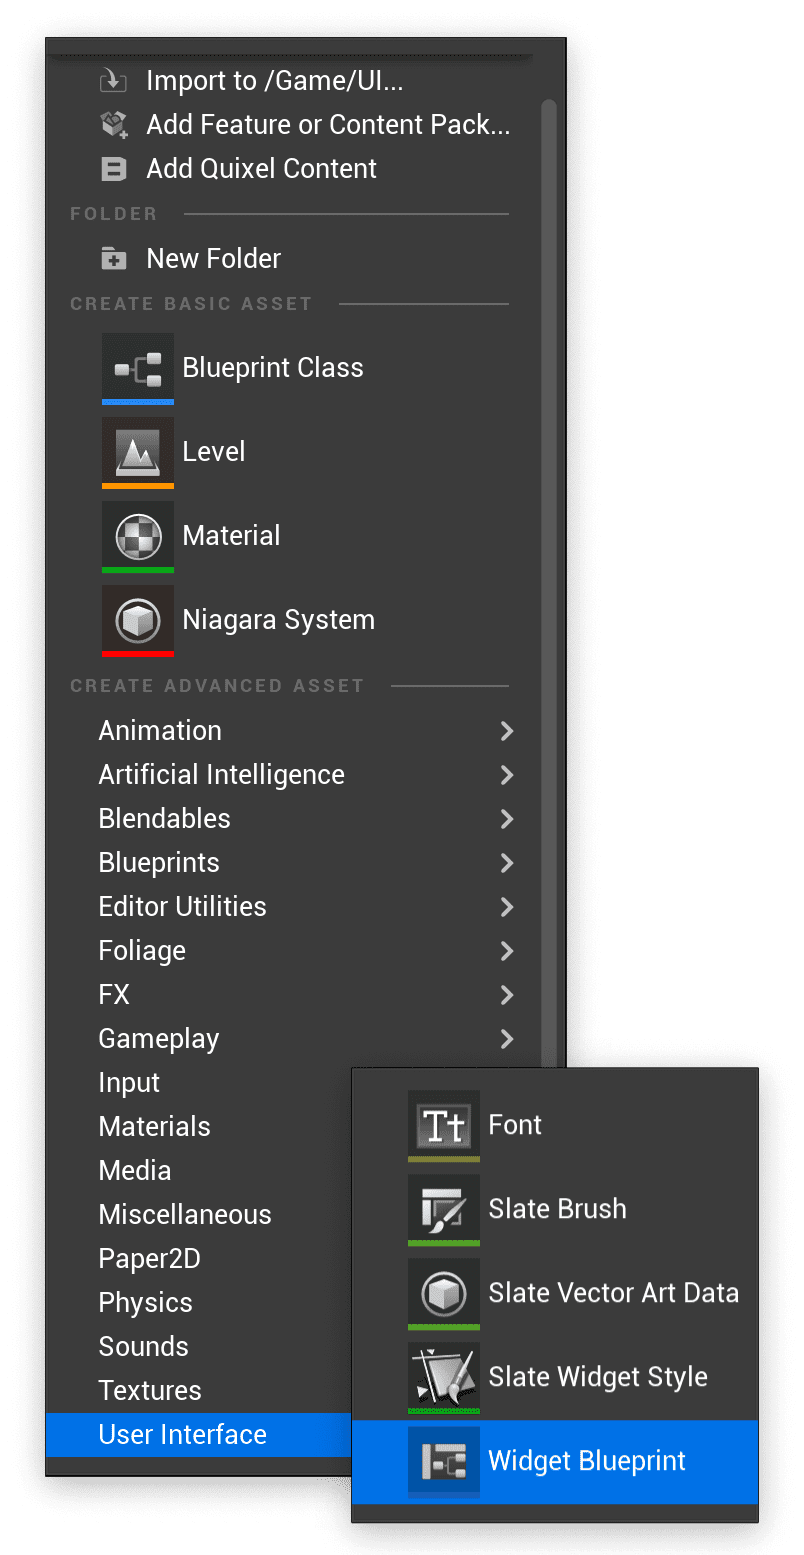 Import to /Game/UI...
Add Feature or Content Pack...
Add Quixel Content
FOLDER
New Folder
CREATE BASIC ASSET
Blueprint Class
Level
Material
Niagara System
CREATE ADVANCED ASSET
Animation
Artificial Intelligence
Blendables
Blueprints
Editor Utilities
Foliage
FX
Gameplay
Input
Materials
Media
Miscellaneous
Paper2D
Physics
Sounds
Textures
User Interface
Tt
Font
Slate Brush
Slate Vector Art Data
Slate Widget Style
Widget Blueprint